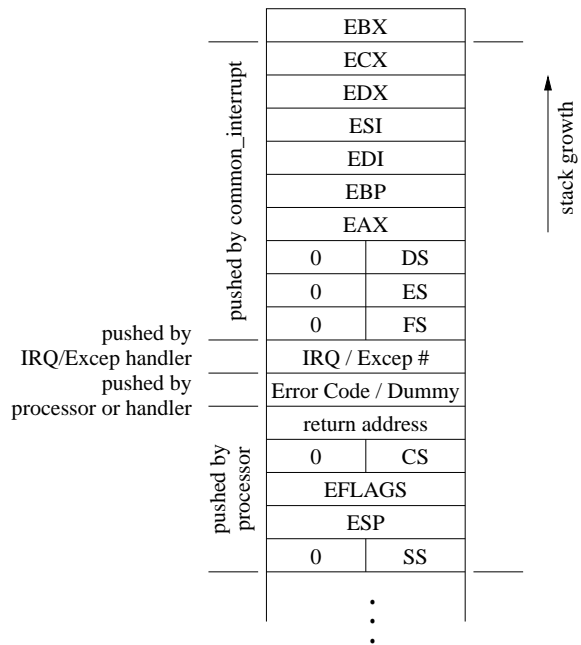 EBX
ECX
EDX
ESI
EDI
EBP
EAX
0 DS
0 ES
0 FS
IRQ / Excep #
Error Code / Dummy
return address
0 CS
EFLAGS
ESP
0 SS
pushed by common_interrupt
pushed by
IRQ/Excep handler
pushed by
processor or handler
pushed by
processor
stack growth